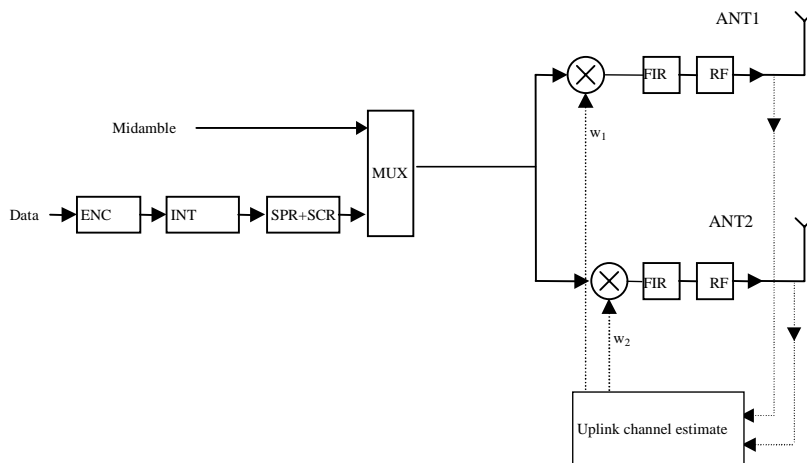 ANT1
FIR
RF
Midamble
w1
MUX
Data
ENC
INT
SPR+SCR
ANT2
FIR
RF
w2
Uplink channel estimate